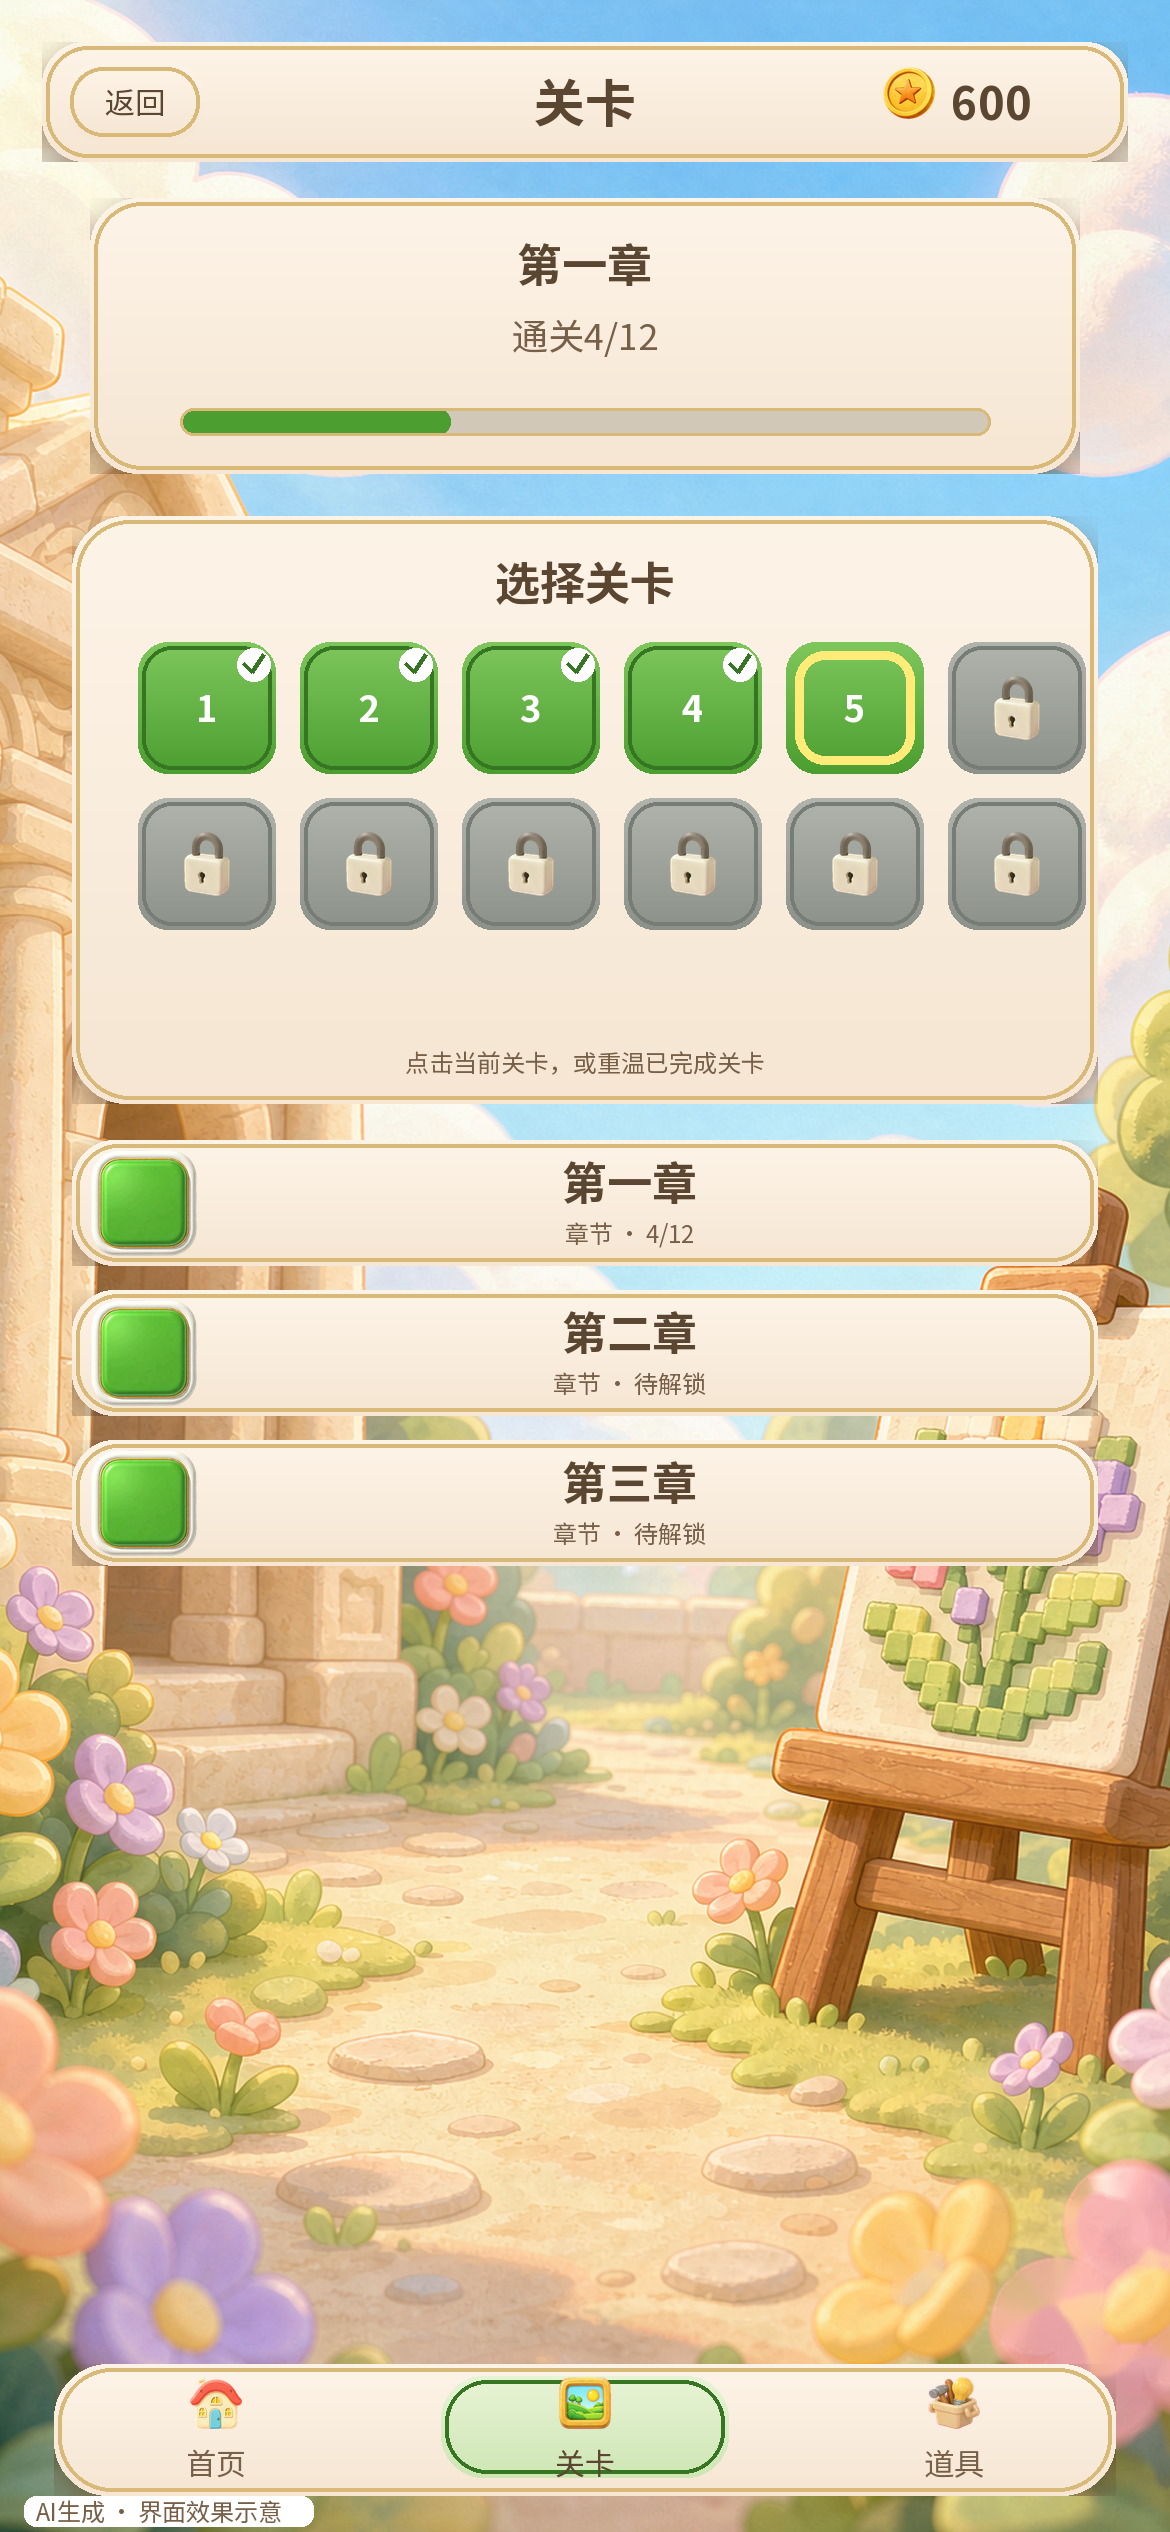 返回
关卡
600
第一章
通关4/12
选择关卡
1
2
3
4
5
点击当前关卡，或重温已完成关卡
第一章
章节 · 4/12
第二章
章节 · 待解锁
第三章
章节 · 待解锁
首页
关卡
道具
AI生成 · 界面效果示意